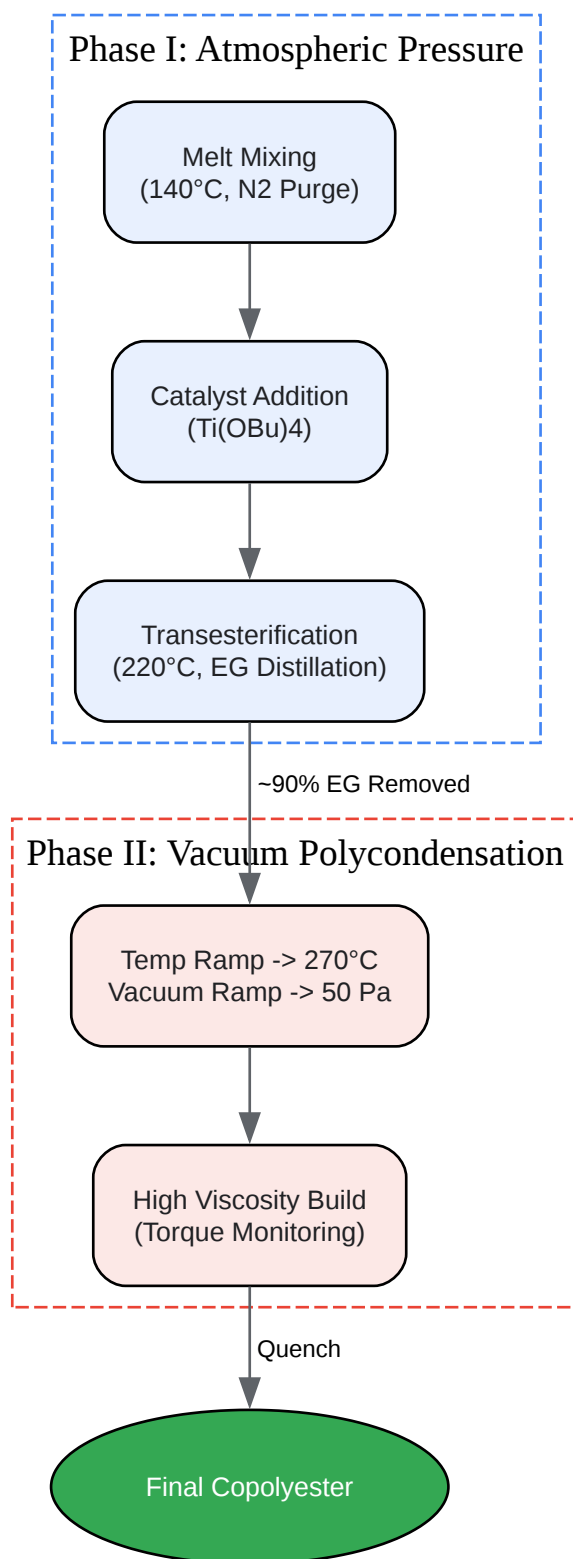 Phase I: Atmospheric Pressure
Melt Mixing
(140°C, N2 Purge)
Catalyst Addition
(Ti(OBu)4)
Transesterification
(220°C, EG Distillation)
~90% EG Removed
Phase II: Vacuum Polycondensation
Temp Ramp -> 270°C
Vacuum Ramp -> 50 Pa
High Viscosity Build
(Torque Monitoring)
Quench
Final Copolyester